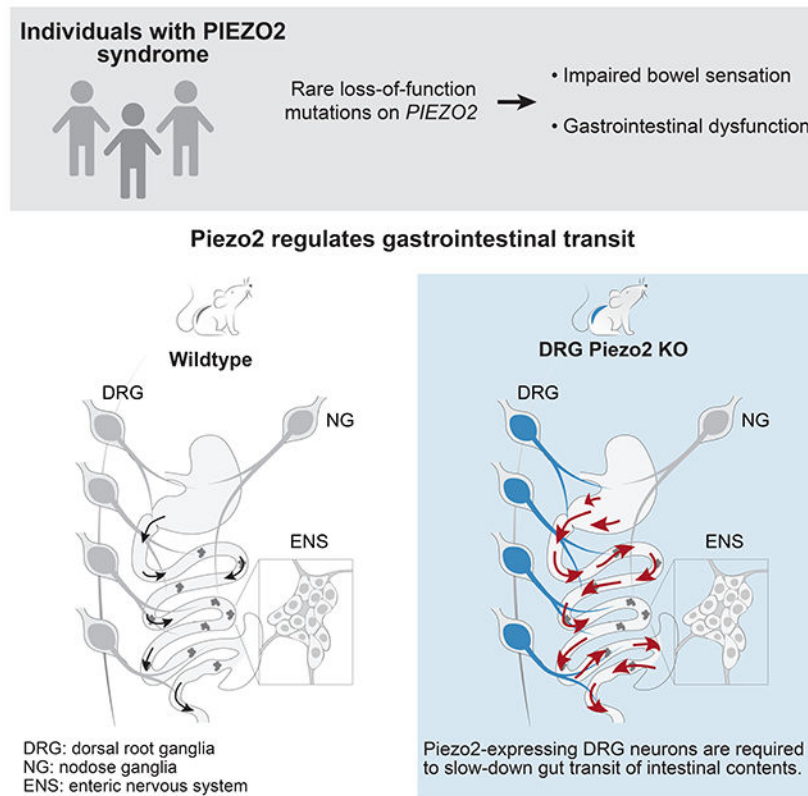 Individuals with PIEZO2
syndrome
Rare loss-of-function
mutations on PIEZO2
• Impaired bowel sensation
• Gastrointestinal dysfunction
Piezo2 regulates gastrointestinal transit
Wildtype
DRG
NG
ENS
DRG: dorsal root ganglia
NG: nodose ganglia
ENS: enteric nervous system
DRG Piezo2 KO
DRG
NG
ENS
Piezo2-expressing DRG neurons are required
to slow-down gut transit of intestinal contents.